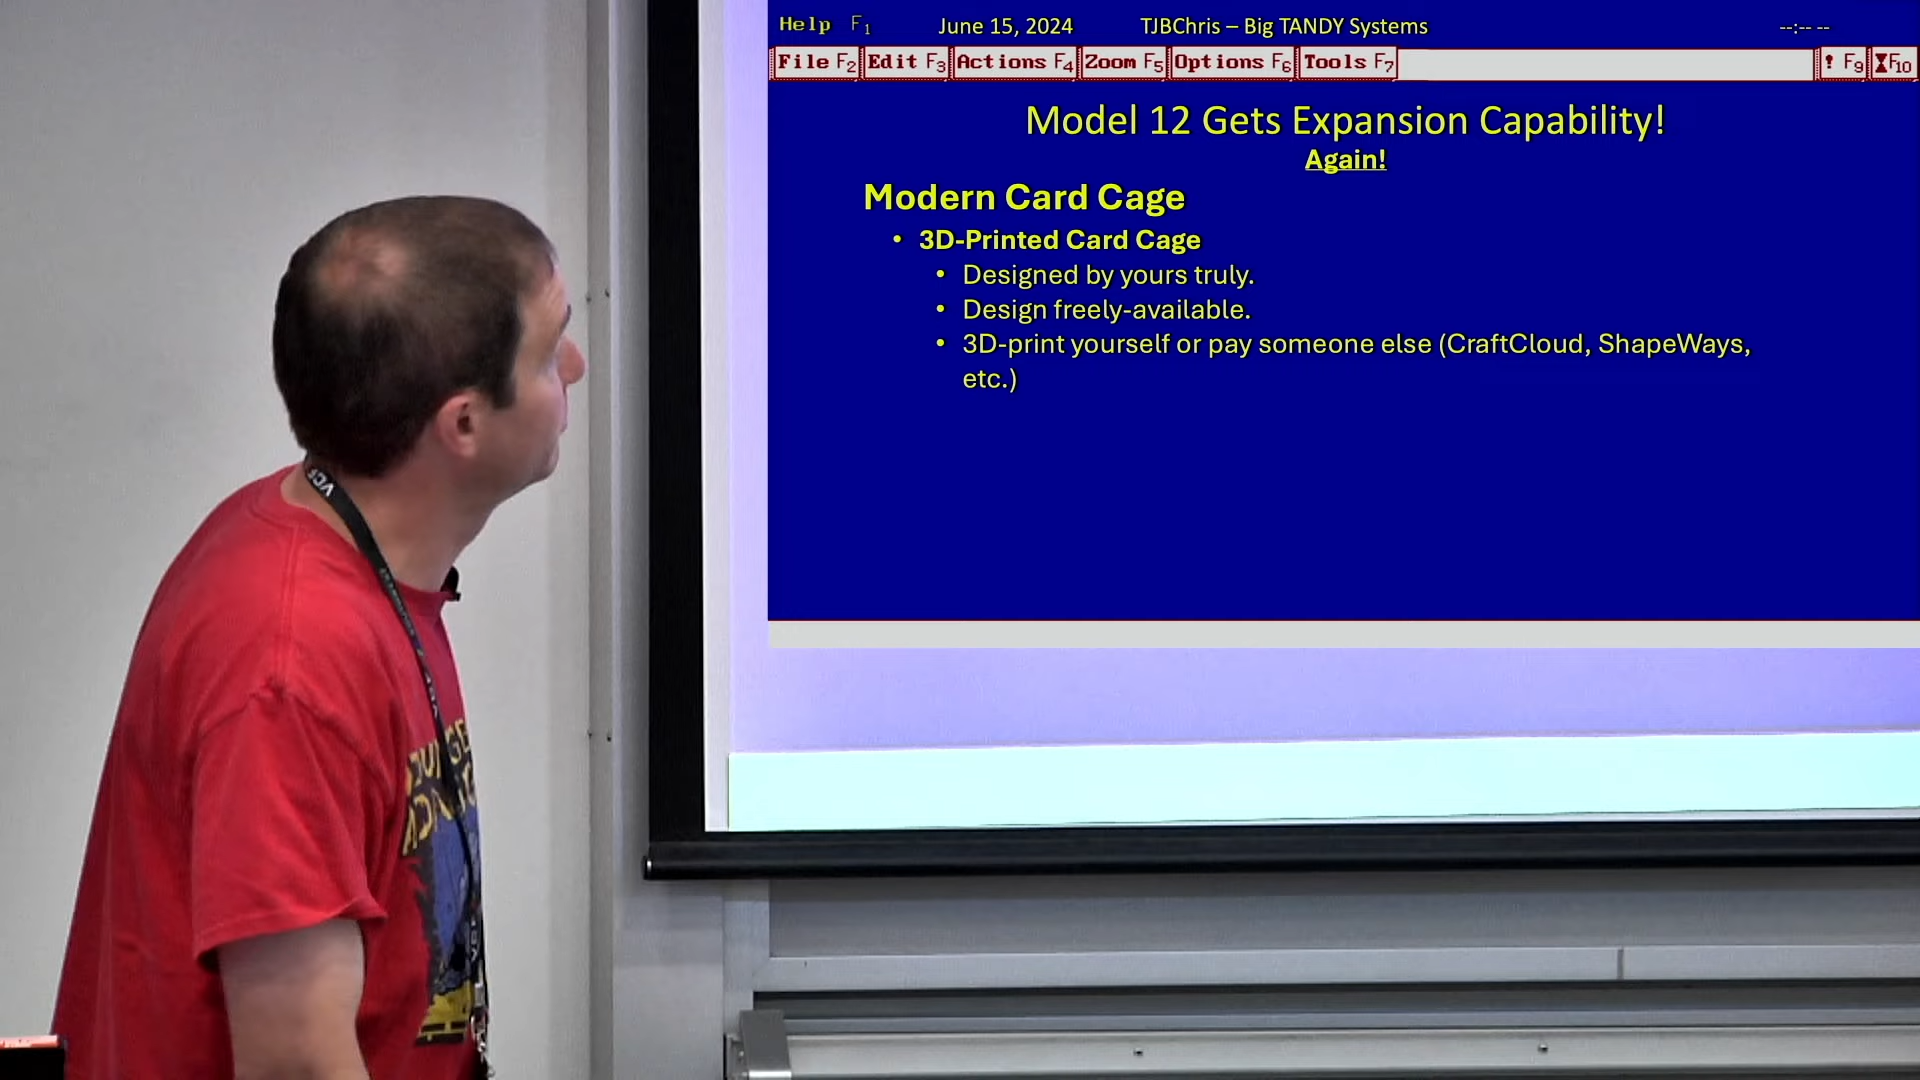 Help F1 June 15, 2024 TJBChris – Big TANDY Systems --:-- --
File F2 Edit F3 Actions F4 Zoom F5 Options F6 Tools F7 ! F9 F10
Model 12 Gets Expansion Capability!
Again!
Modern Card Cage
• 3D-Printed Card Cage
• Designed by yours truly.
• Design freely-available.
• 3D-print yourself or pay someone else (CraftCloud, ShapeWays,
etc.)
VCF